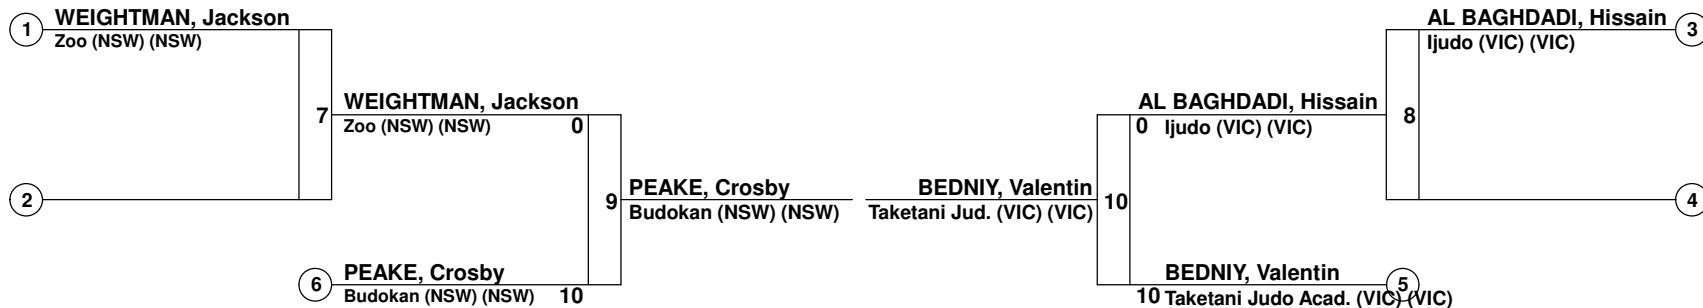 1
WEIGHTMAN, Jackson
Zoo (NSW) (NSW)
2
7
WEIGHTMAN, Jackson
Zoo (NSW) (NSW)
0
6
PEAKE, Crosby
Budokan (NSW) (NSW)
10
9
PEAKE, Crosby
Budokan (NSW) (NSW)
BEDNIY, Valentin
Taketani Jud. (VIC) (VIC)
10
AL BAGHDADI, Hissain
0 Ijudo (VIC) (VIC)
BEDNIY, Valentin
10 Taketani Judo Acad. (VIC) (VIC)
5
8
AL BAGHDADI, Hissain
Ijudo (VIC) (VIC)
3
4